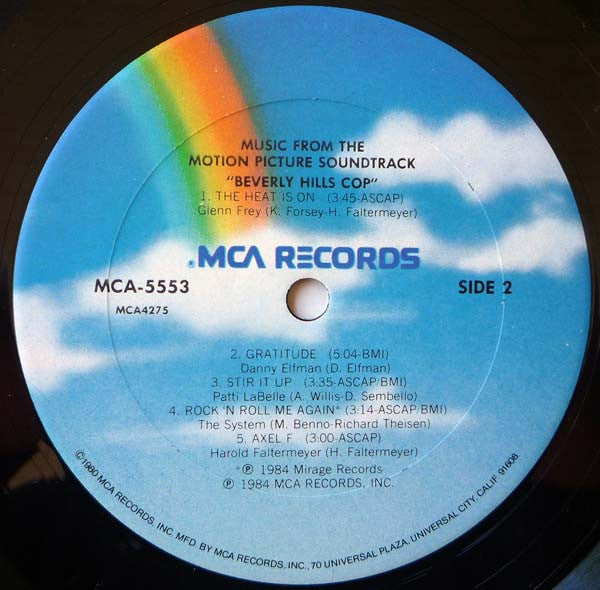 MUSIC FROM THE
MOTION PICTURE SOUNDTRACK
"BEVERLY HILLS COP"
1. THE HEAT IS ON (3:45-ASCAP)
Glenn Frey (K. Forsey-H. Faltermeyer)
®MCA RECORDS
MCA-5553
SIDE 2
MCA4275
2. GRATITUDE (5:04-BMI)
Danny Elfman (D. Elfman)
3. STIR IT UP (3:35-ASCAP/BMI)
Patti LaBelle (A. Willis-D. Sembello)
4. ROCK 'N ROLL ME AGAIN* (3:14-ASCAP/BMI)
The System (M. Benno-Richard Theisen)
5. AXEL F (3:00-ASCAP)
Harold Faltermeyer (H. Faltermeyer)
*℗ 1984 Mirage Records
℗ 1984 MCA RECORDS, INC.
©1980 MCA RECORDS, INC. MFD. BY MCA RECORDS, INC., 70 UNIVERSAL PLAZA, UNIVERSAL CITY, CALIF. 91608